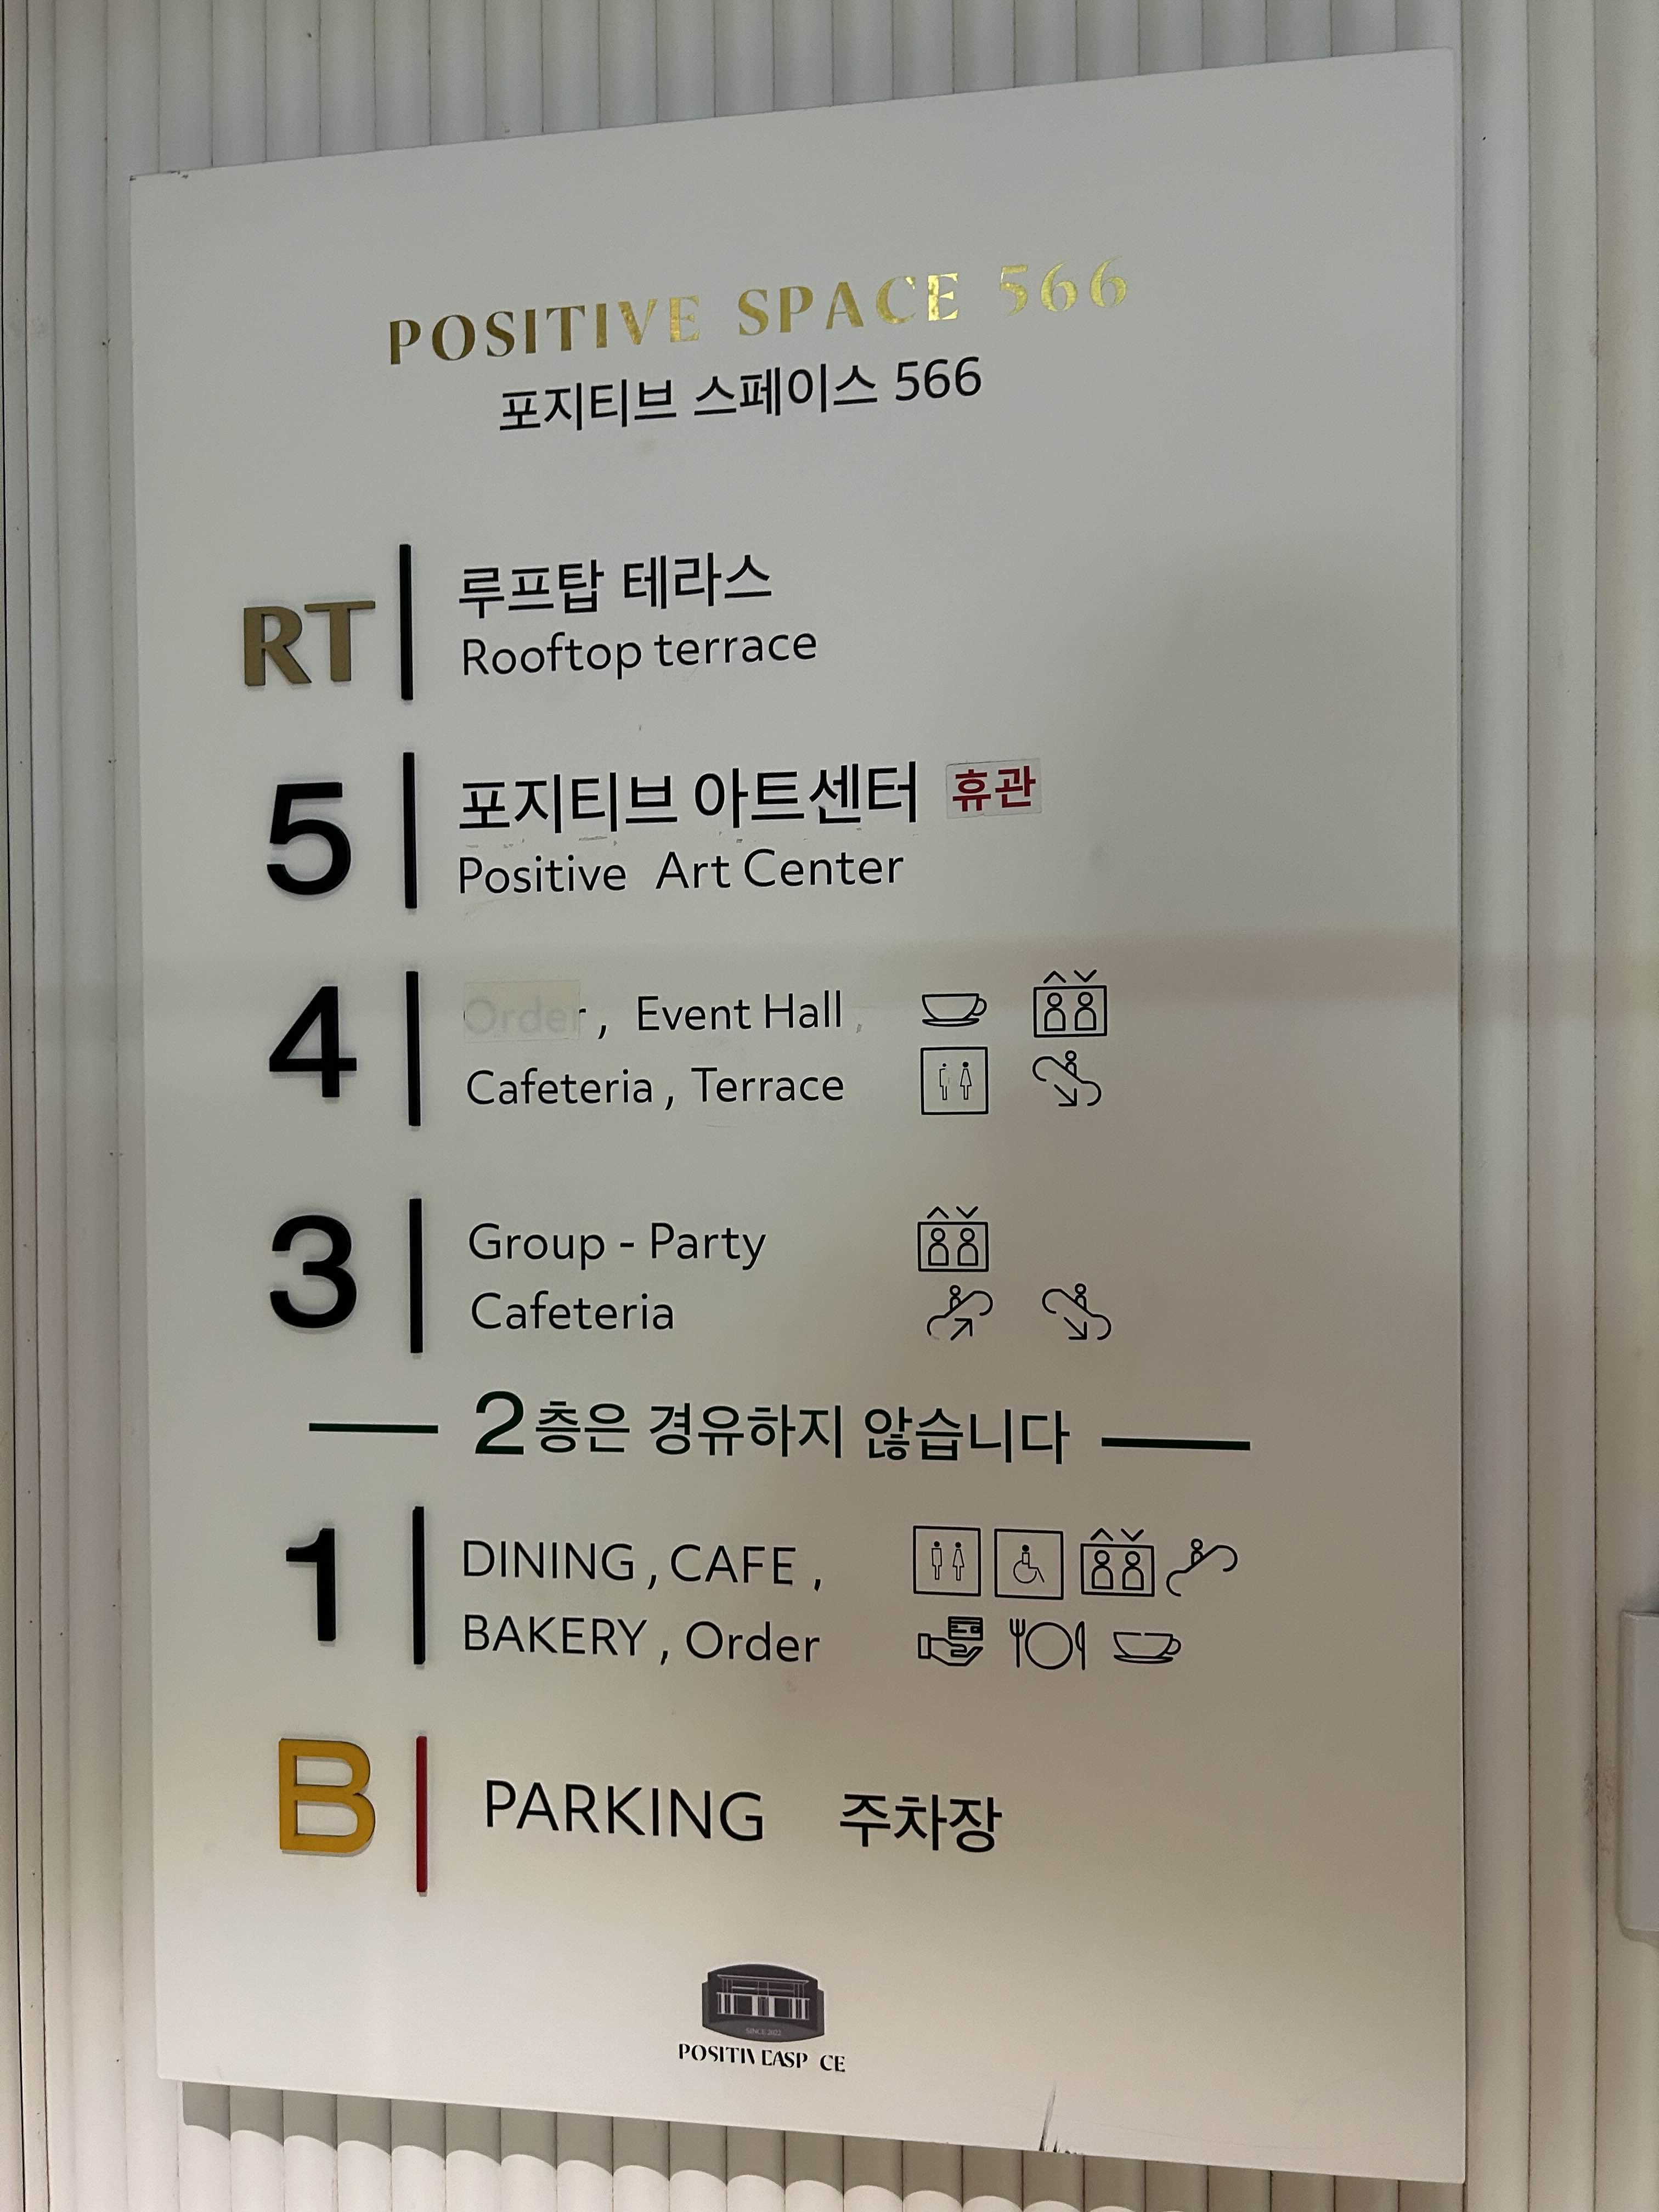 POSITIVE SPACE 566
포지티브 스페이스 566
RT
루프탑 테라스
Rooftop terrace
5
포지티브 아트센터 휴관
Positive Art Center
4
Order, Event Hall,
Cafeteria, Terrace
3
Group - Party
Cafeteria
2층은 경유하지 않습니다
1
DINING, CAFE,
BAKERY, Order
B
PARKING 주차장
SINCE 2022
POSITIV EASP CE